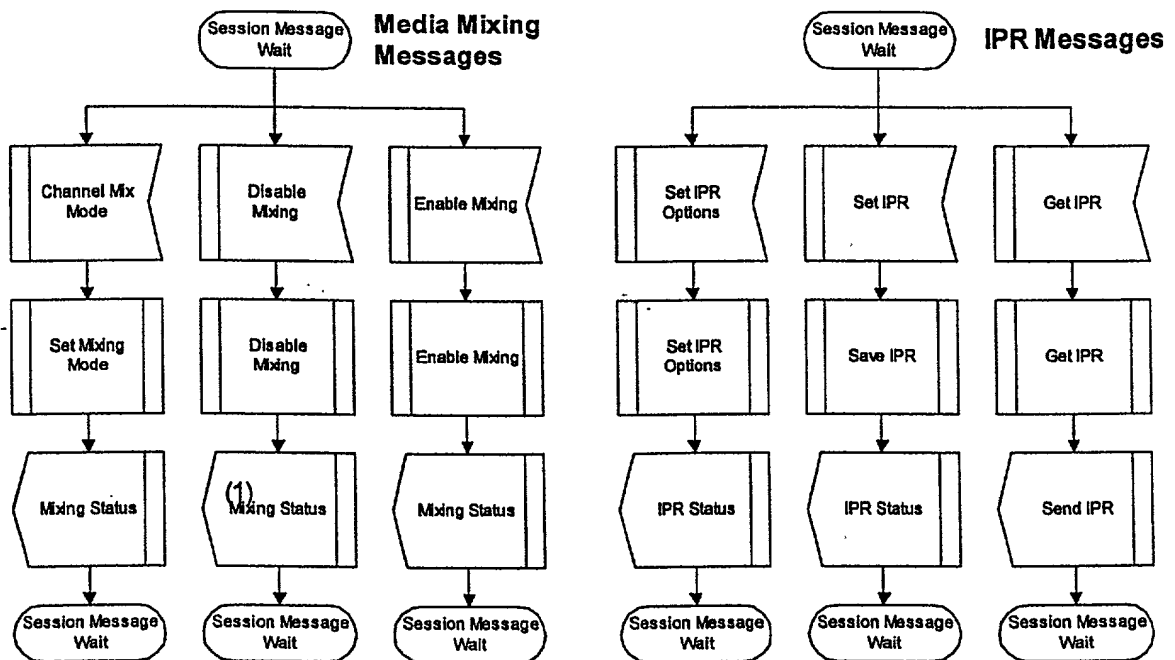 Session Message
Wait
Media Mixing
Messages
Session Message
Wait
IPR Messages
Channel Mix
Mode
Disable
Mixing
Enable Mixing
Set IPR
Options
Set IPR
Get IPR
Set Mixing
Mode
Disable
Mixing
Enable Mixing
Set IPR
Options
Save IPR
Get IPR
Mixing Status
(1)
Mixing Status
Mixing Status
IPR Status
IPR Status
Send IPR
Session Message
Wait
Session Message
Wait
Session Message
Wait
Session Message
Wait
Session Message
Wait
Session Message
Wait